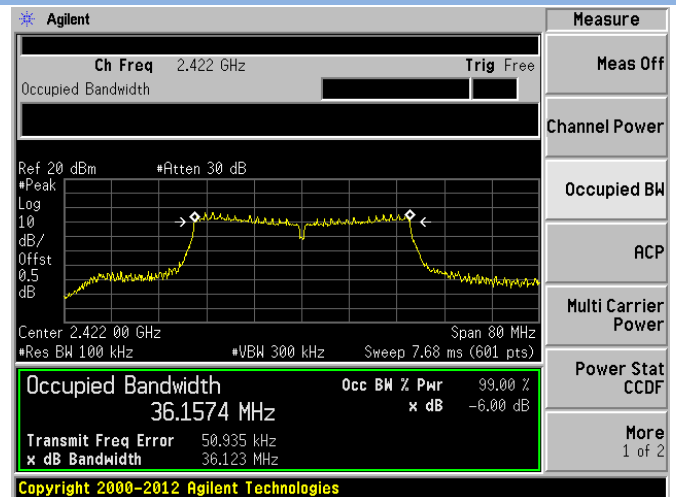 Agilent
Measure
Ch Freq 2.422 GHz Trig Free
Occupied Bandwidth
Meas Off
Channel Power
Occupied BW
ACP
Multi Carrier
Power
Power Stat
CCDF
More
1 of 2
Ref 20 dBm #Atten 30 dB
#Peak
Log
10
dB/
Offst
0.5
dB
Center 2.422 00 GHz Span 80 MHz
#Res BW 100 kHz #VBW 300 kHz Sweep 7.68 ms (601 pts)
Occupied Bandwidth Occ BW % Pwr 99.00 %
36.1574 MHz x dB -6.00 dB
Transmit Freq Error 50.935 kHz
x dB Bandwidth 36.123 MHz
Copyright 2000-2012 Agilent Technologies